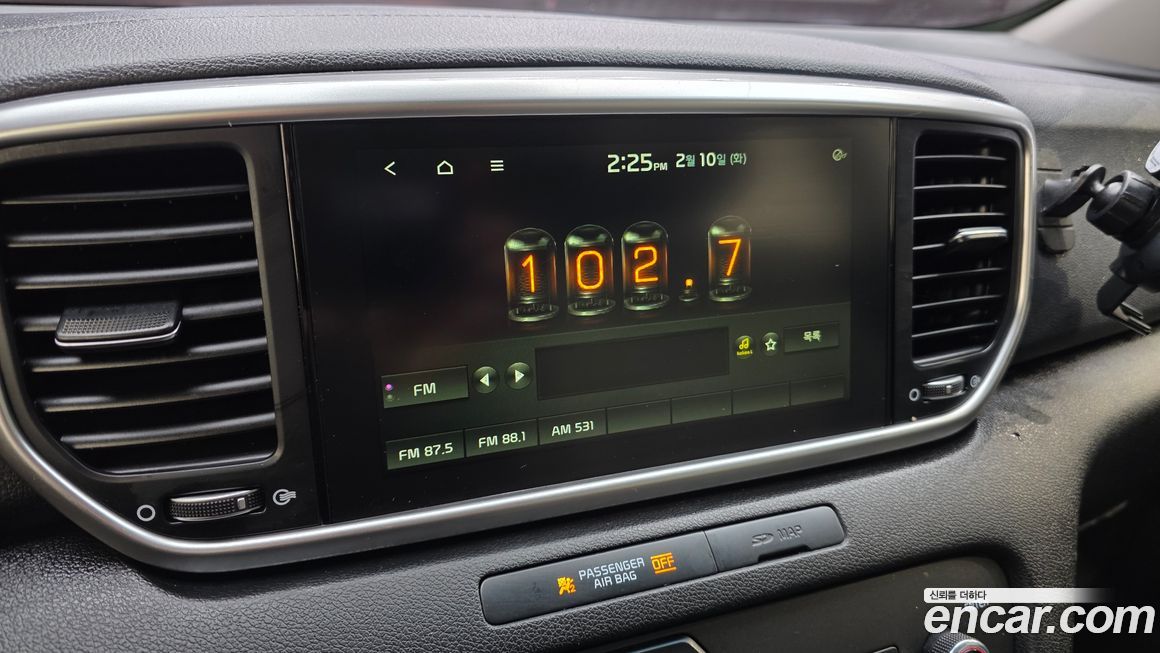 2:25PM 2월 10일 (화)
102.7
목록
FM
FM 87.5 FM 88.1 AM 531
PASSENGER
AIR BAG OFF
SD MAP
신뢰를 더하다
encar.com